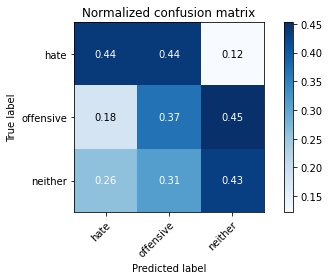 Normalized confusion matrix
True label
hate
0.44 0.44 0.12
offensive
0.18 0.37 0.45
neither
0.26 0.31 0.43
hate
offensive
neither
Predicted label
0.45
0.40
0.35
0.30
0.25
0.20
0.15